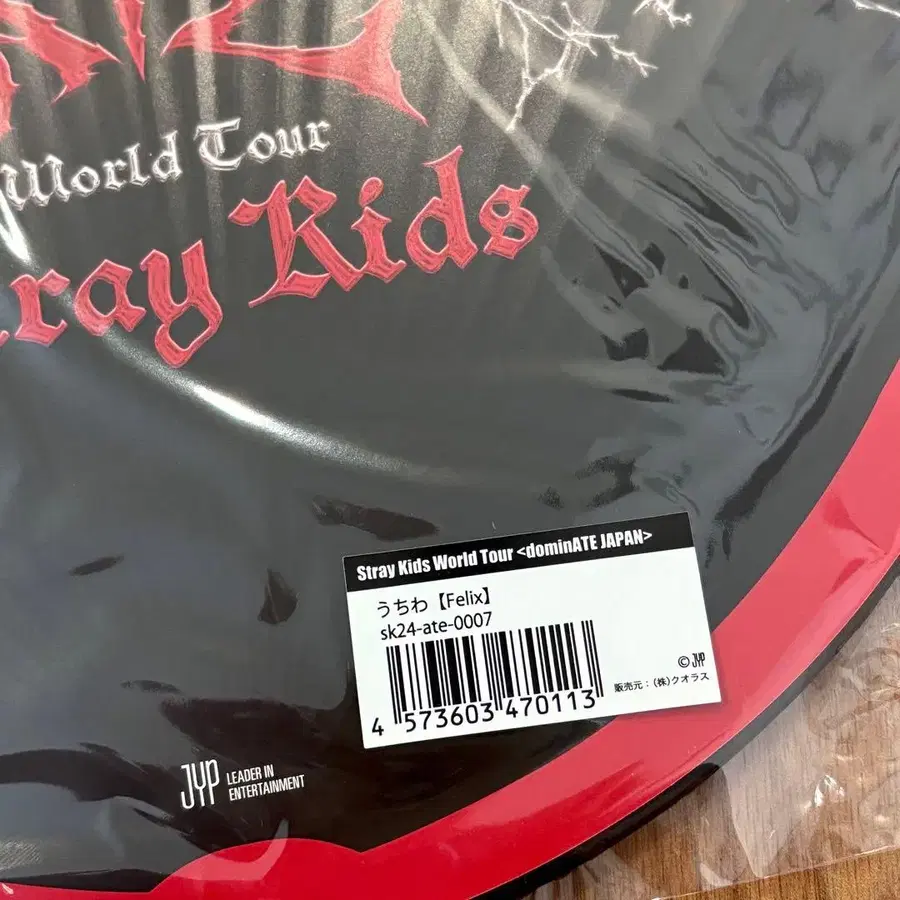 World Tour
Stray Kids
Stray Kids World Tour <dominATE JAPAN>
うちわ【Felix】
sk24-ate-0007
4 573603 470113
© JYP
販売元：(株)クオラス
JYP LEADER IN
ENTERTAINMENT